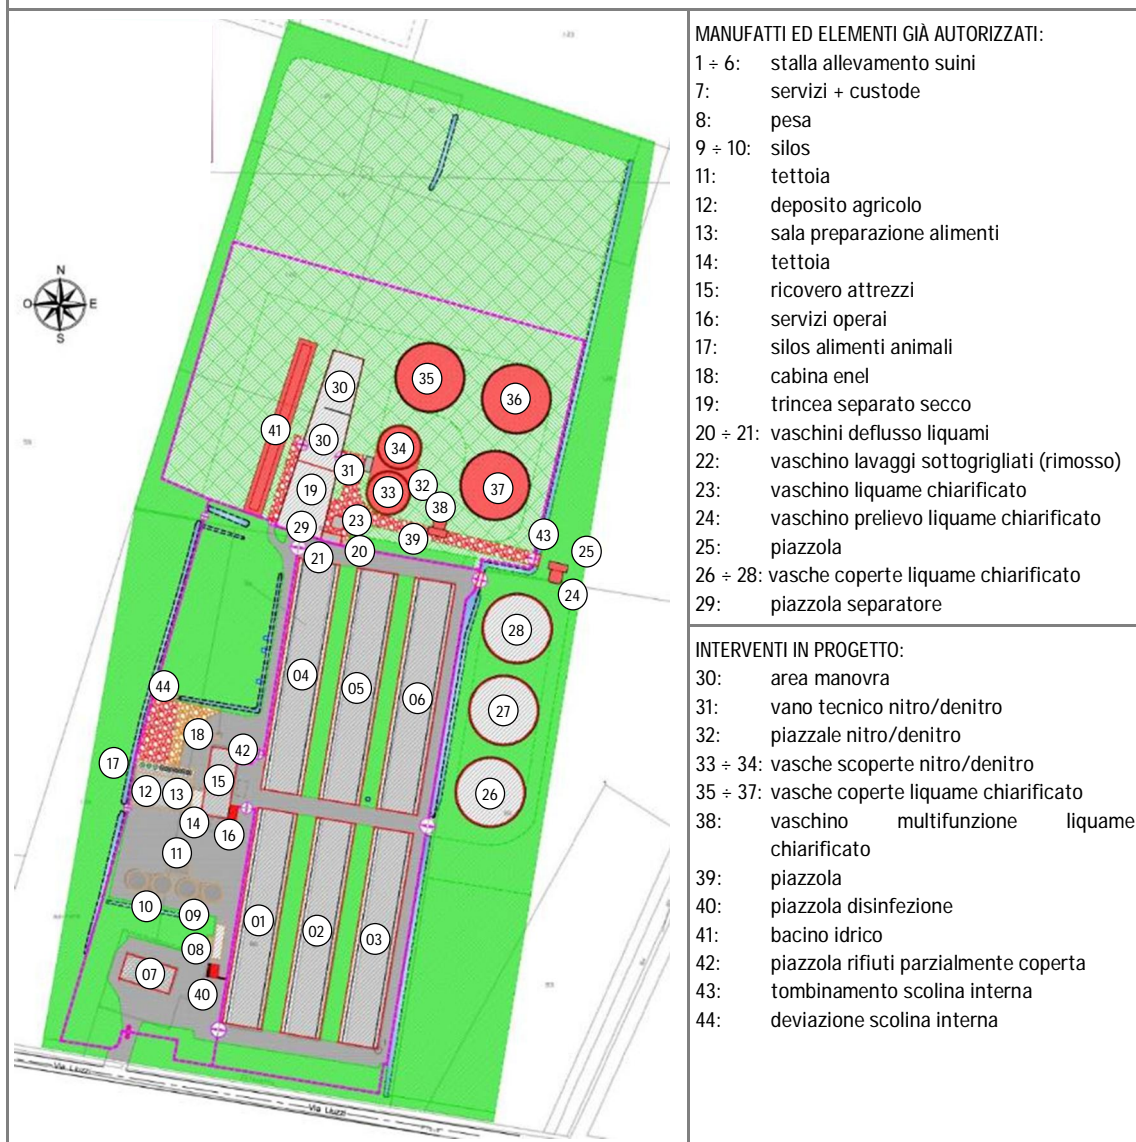 MANUFATTI ED ELEMENTI GIÀ AUTORIZZATI:
1 ÷ 6: stalla allevamento suini
7: servizi + custode
8: pesa
9 ÷ 10: silos
11: tettoia
12: deposito agricolo
13: sala preparazione alimenti
14: tettoia
15: ricovero attrezzi
16: servizi operai
17: silos alimenti animali
18: cabina enel
19: trincea separato secco
20 ÷ 21: vaschini deflusso liquami
22: vaschino lavaggi sottogrigliati (rimosso)
23: vaschino liquame chiarificato
24: vaschino prelievo liquame chiarificato
25: piazzola
26 ÷ 28: vasche coperte liquame chiarificato
29: piazzola separatore
INTERVENTI IN PROGETTO:
30: area manovra
31: vano tecnico nitro/denitro
32: piazzale nitro/denitro
33 ÷ 34: vasche scoperte nitro/denitro
35 ÷ 37: vasche coperte liquame chiarificato
38: vaschino multifunzione liquame
chiarificato
39: piazzola
40: piazzola disinfezione
41: bacino idrico
42: piazzola rifiuti parzialmente coperta
43: tombinamento scolina interna
44: deviazione scolina interna
N
O E
S
35
30
36
41
30
34
31
19
33
32
37
38
23
29
39
43
25
21
20
24
28
04
05
06
44
27
18
42
17
15
12
13
26
14
16
11
10
09
01
02
03
08
07
40
Via Liuzzi
Via Liuzzi